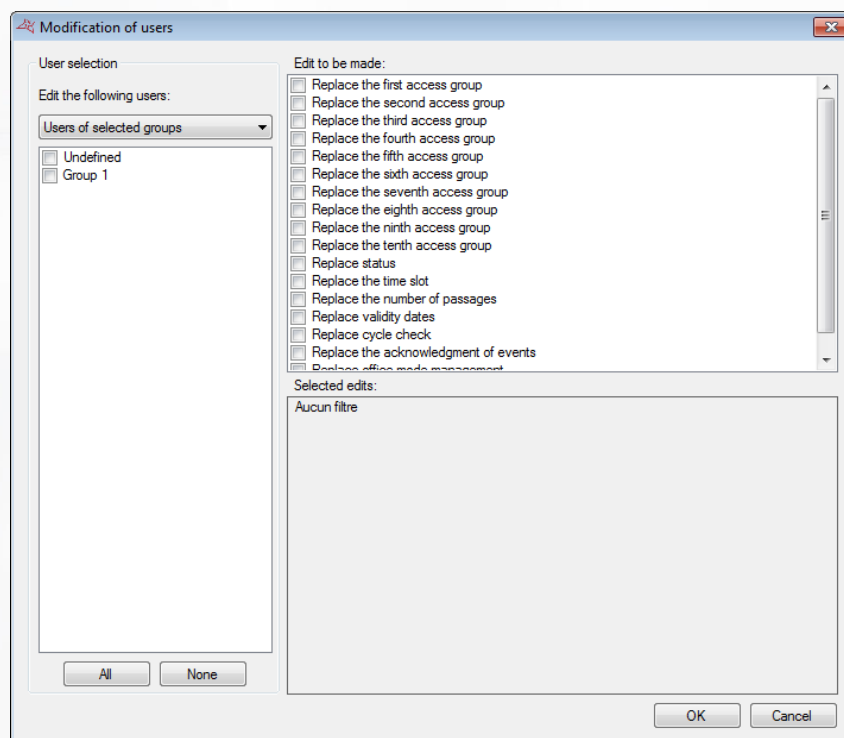 Modification of users
User selection
Edit the following users:
Users of selected groups
Undefined
Group 1
All
None
Edit to be made:
Replace the first access group
Replace the second access group
Replace the third access group
Replace the fourth access group
Replace the fifth access group
Replace the sixth access group
Replace the seventh access group
Replace the eighth access group
Replace the ninth access group
Replace the tenth access group
Replace status
Replace the time slot
Replace the number of passages
Replace validity dates
Replace cycle check
Replace the acknowledgment of events
Replace office mode management
Selected edits:
Aucun filtre
OK
Cancel